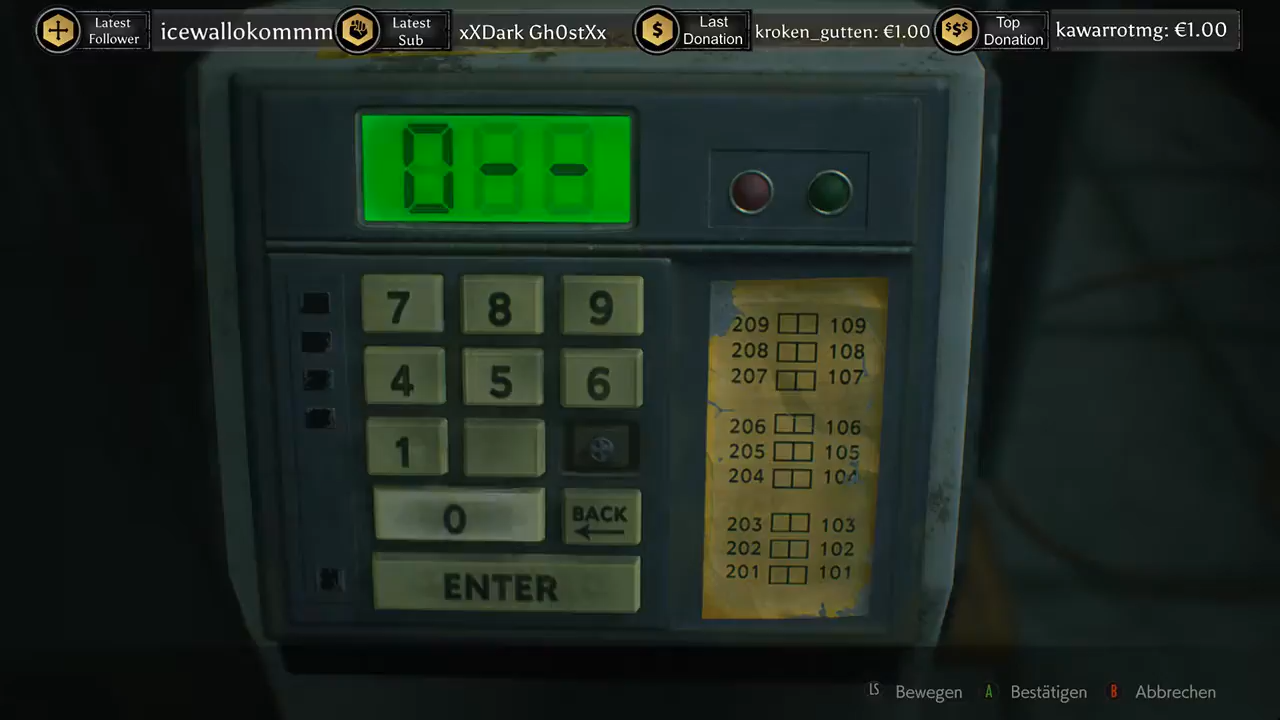 Latest Follower
icewallokommm
Latest Sub
xXDark Gh0stXx
Last Donation
kroken_gutten: €1.00
Top Donation
kawarrotmg: €1.00
0--
7 8 9
4 5 6
1
0 BACK
ENTER
209 109
208 108
207 107
206 106
205 105
204 104
203 103
202 102
201 101
LS Bewegen A Bestätigen B Abbrechen